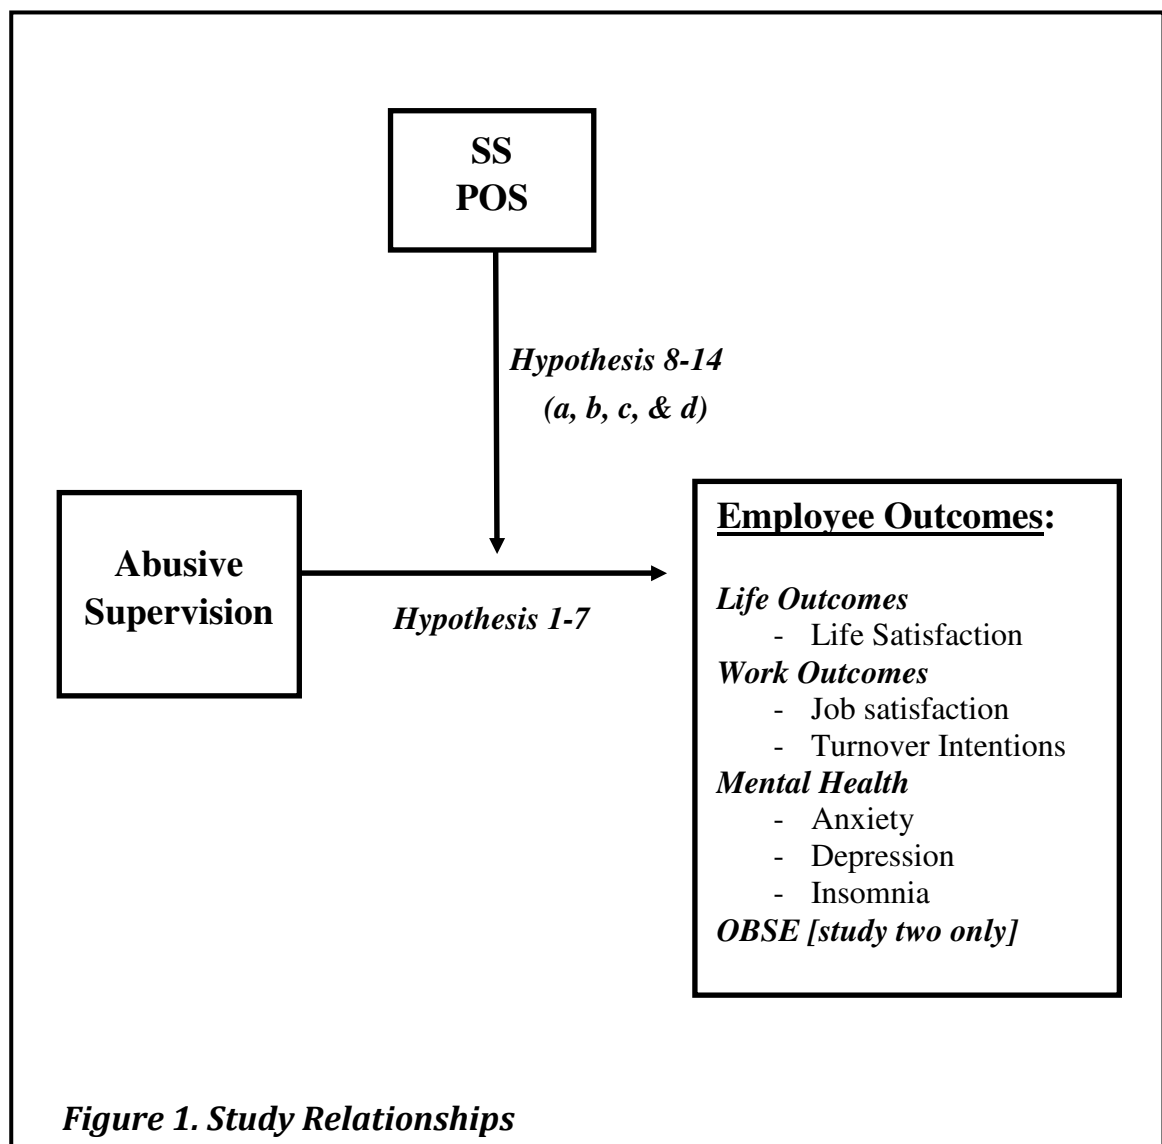 SS
POS
Hypothesis 8-14
(a, b, c, & d)
Abusive
Supervision
Hypothesis 1-7
Employee Outcomes:
Life Outcomes
- Life Satisfaction
Work Outcomes
- Job satisfaction
- Turnover Intentions
Mental Health
- Anxiety
- Depression
- Insomnia
OBSE [study two only]
Figure 1. Study Relationships